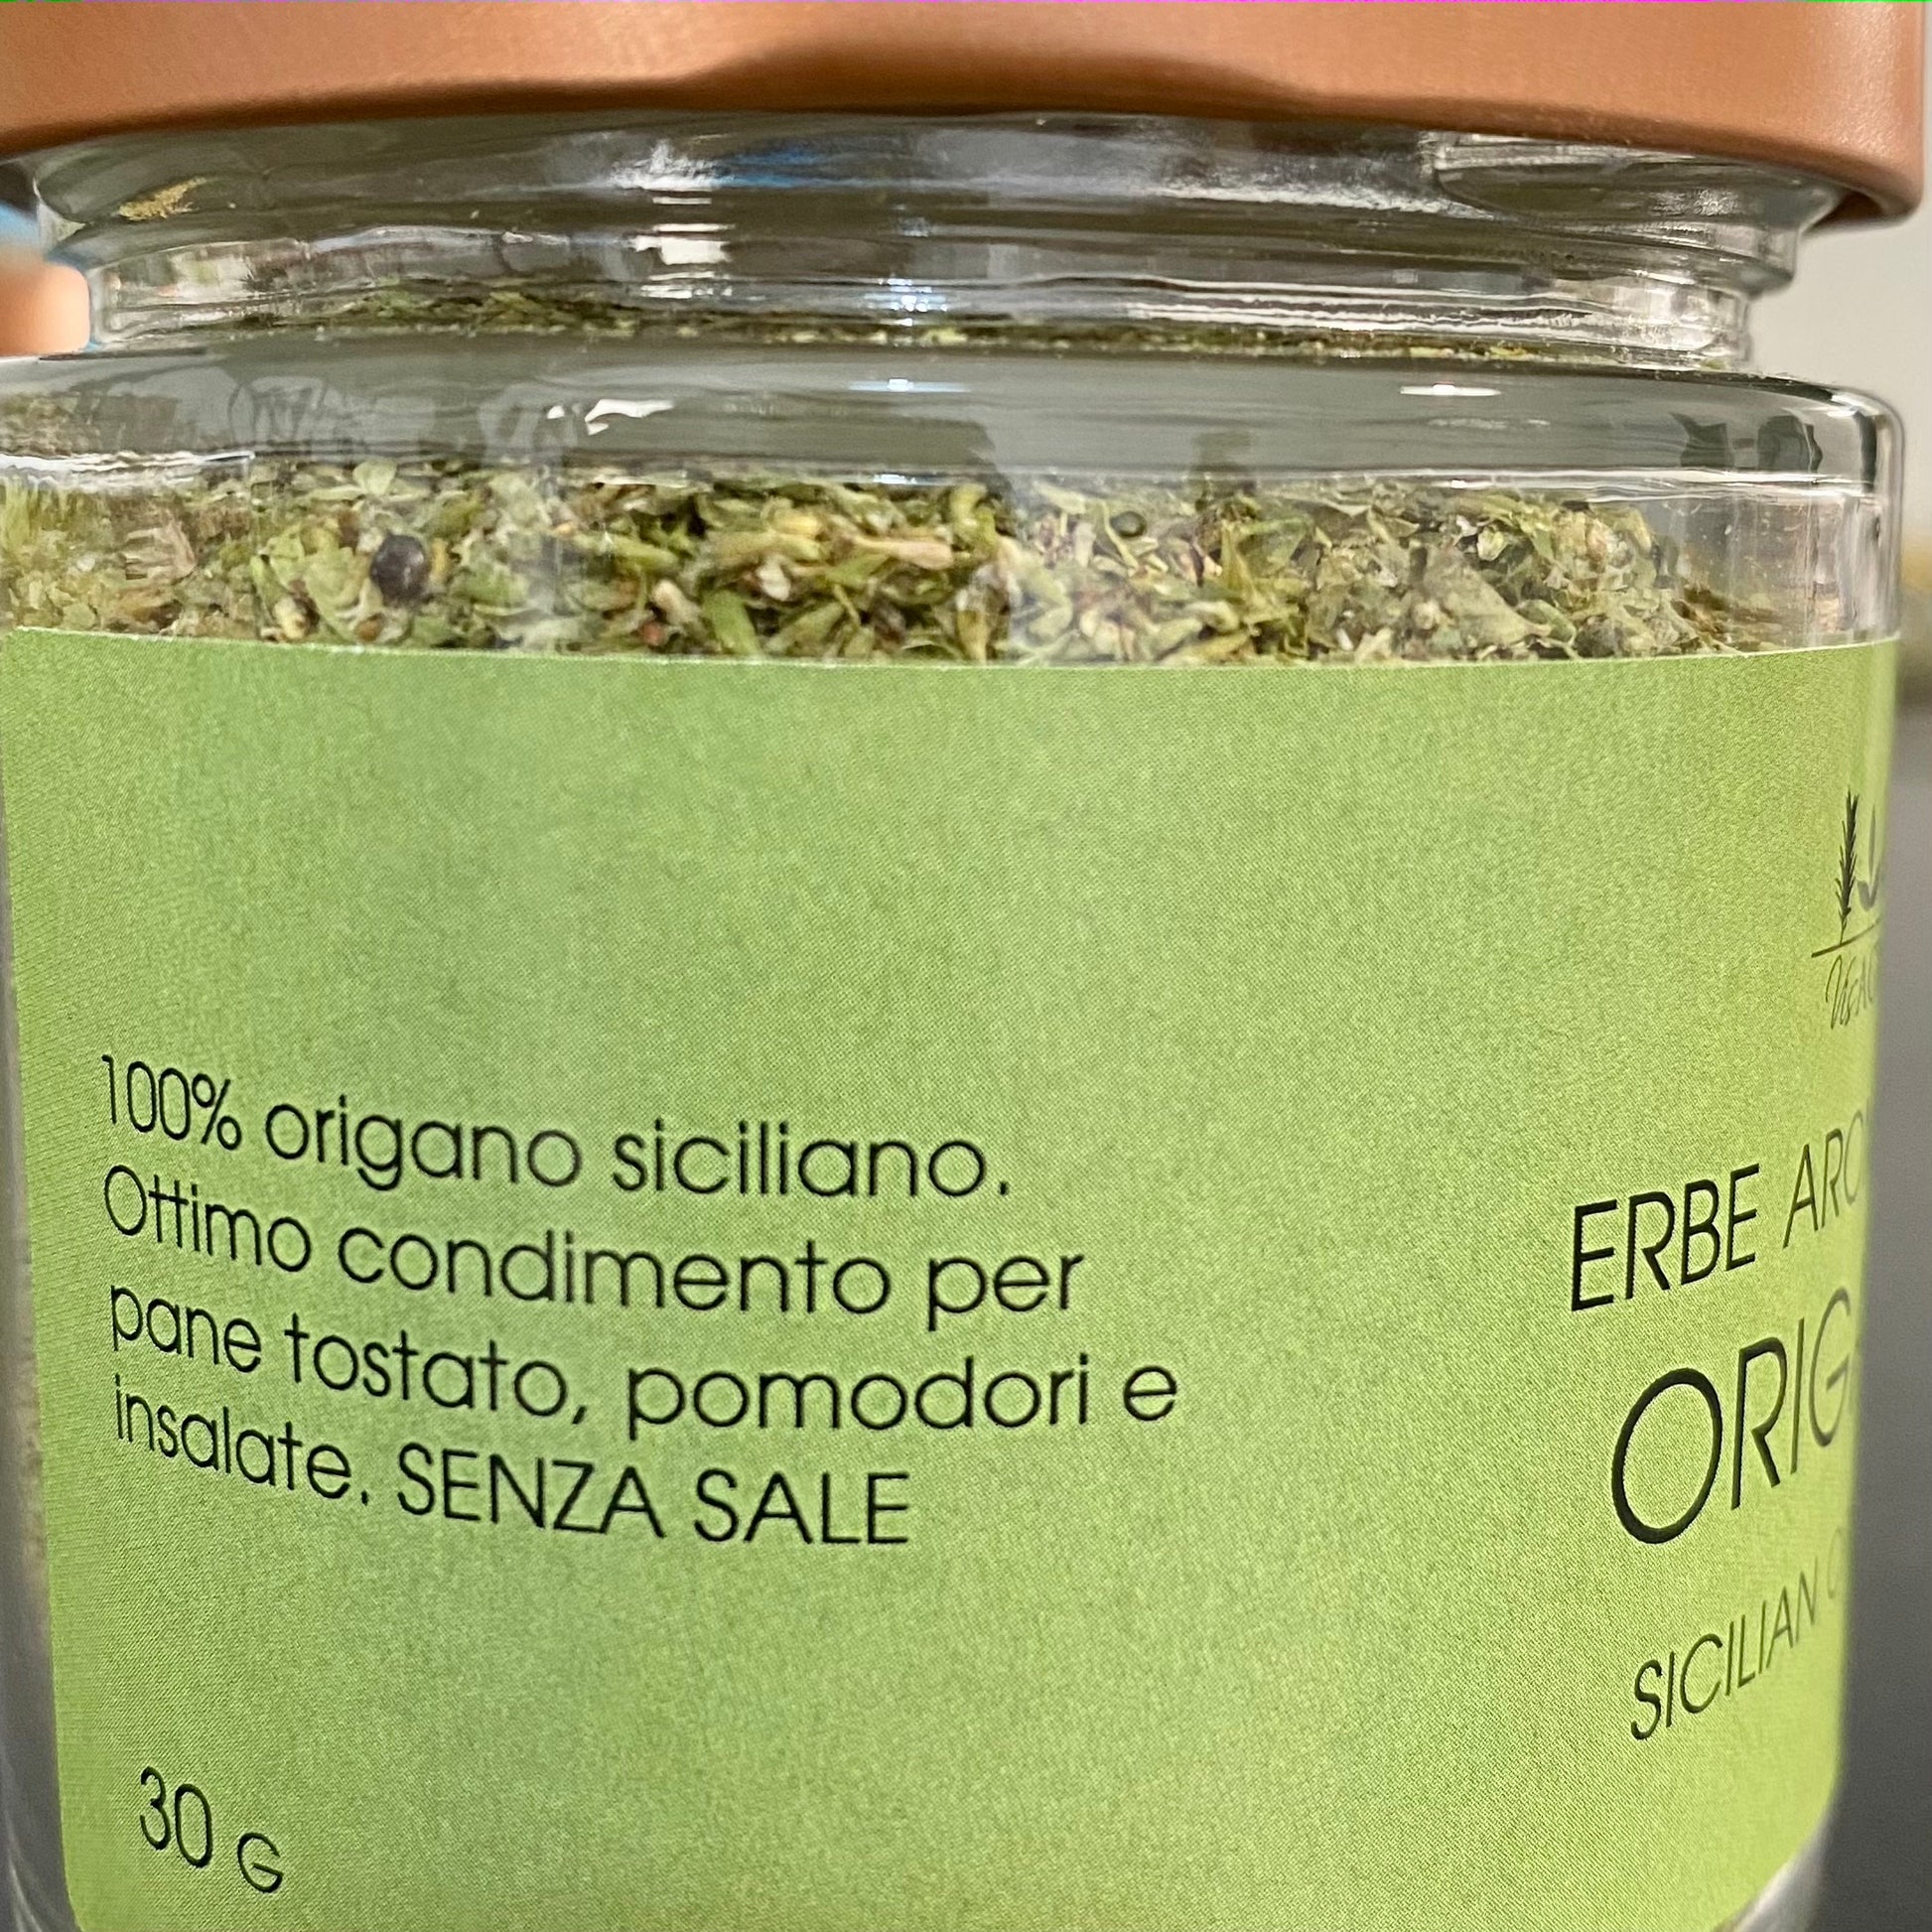 100% origano siciliano.
Ottimo condimento per
pane tostato, pomodori e
insalate. SENZA SALE
30 G
ERBE
SICILIAN